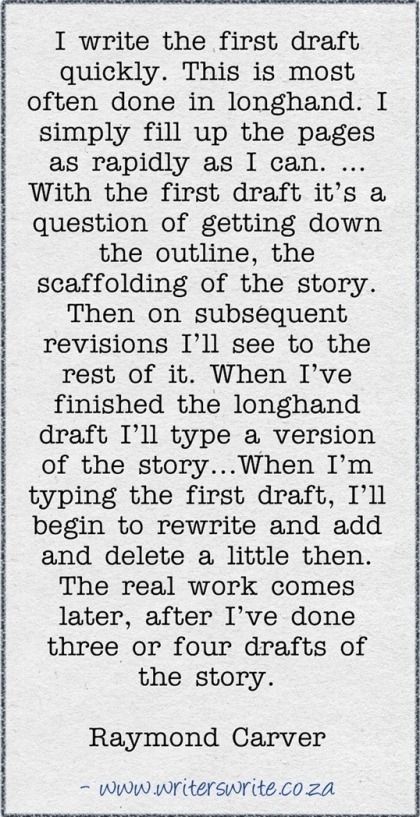 I write the first draft
quickly. This is most
often done in longhand. I
simply fill up the pages
as rapidly as I can. ...
With the first draft it's a
question of getting down
the outline, the
scaffolding of the story.
Then on subsequent
revisions I'll see to the
rest of it. When I've
finished the longhand
draft I'll type a version
of the story...When I'm
typing the first draft, I'll
begin to rewrite and add
and delete a little then.
The real work comes
later, after I've done
three or four drafts of
the story.
Raymond Carver
- www.writerswrite.co.za